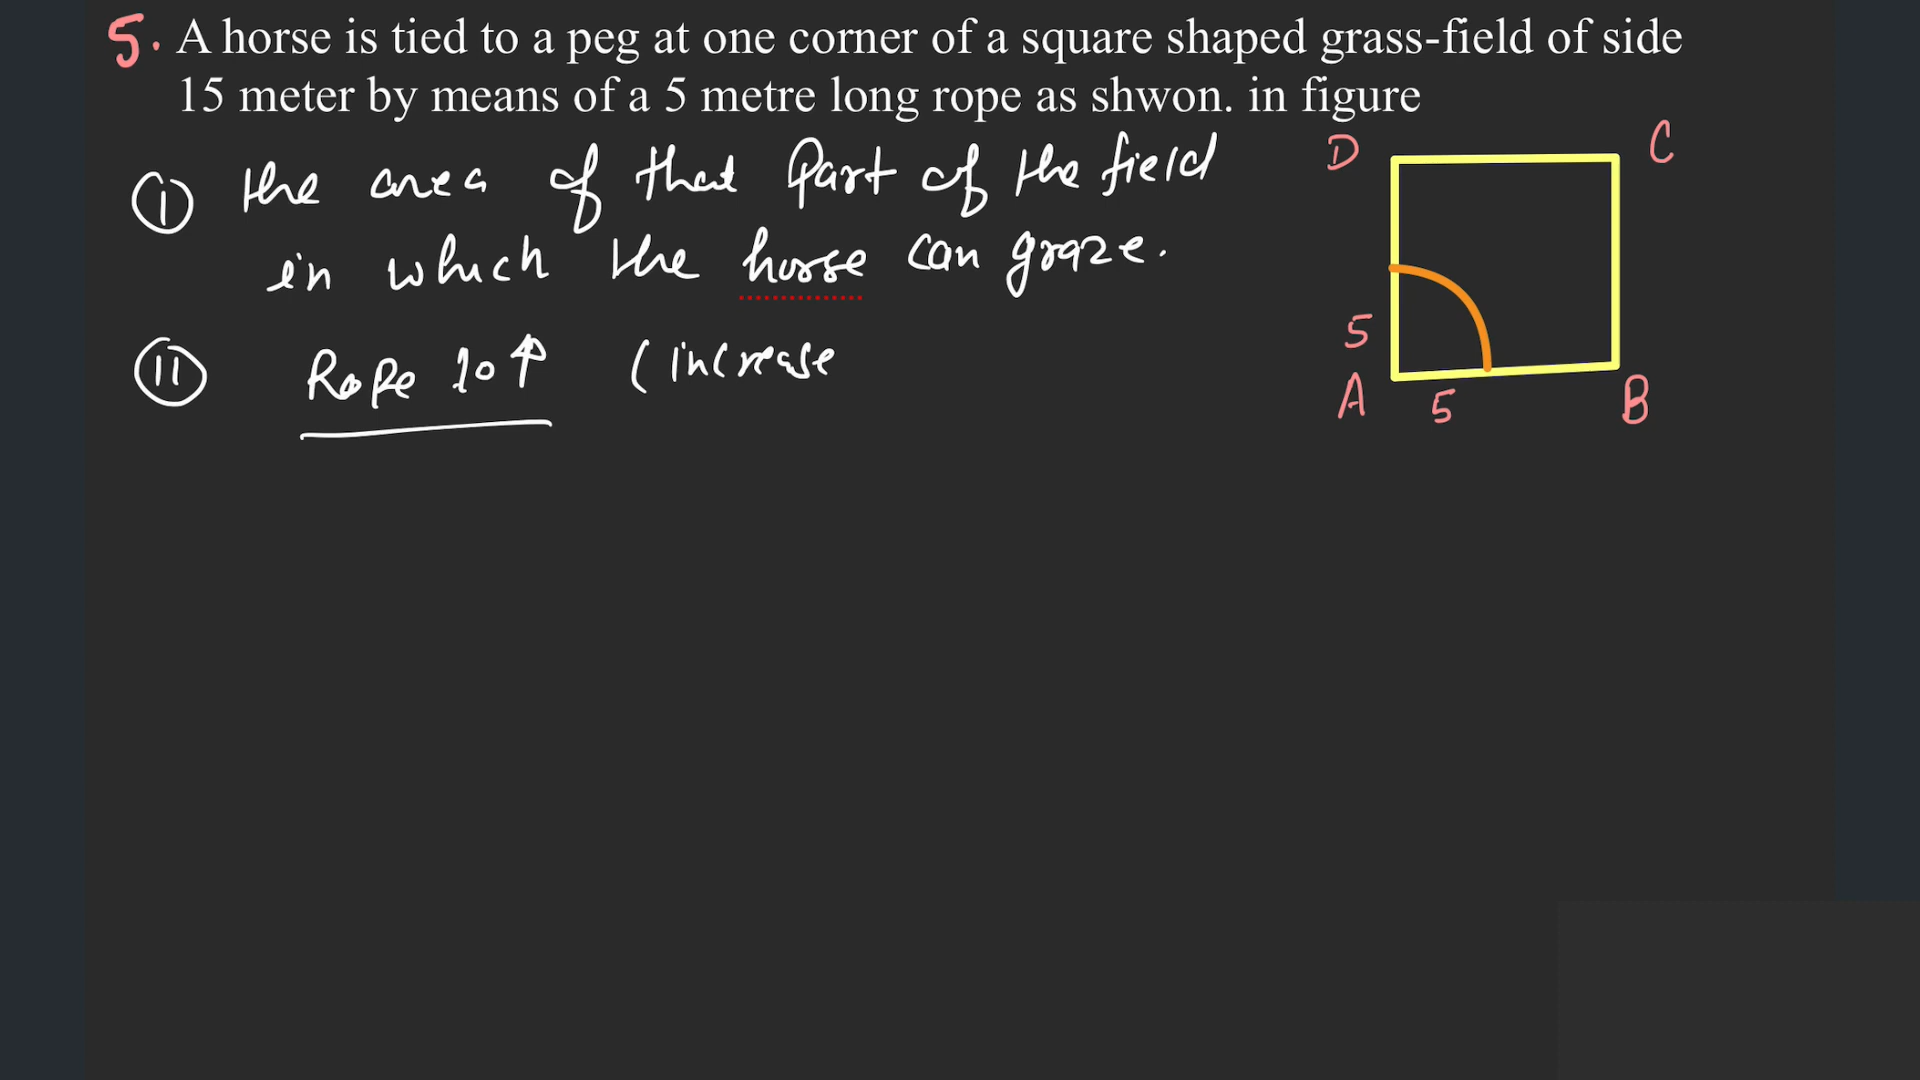 5. A horse is tied to a peg at one corner of a square shaped grass-field of side
15 meter by means of a 5 metre long rope as shwon. in figure
D C
(i) the area of that Part of the field
in which the horse can graze.
5
(ii) Rope 10↑ (increase
A 5 B